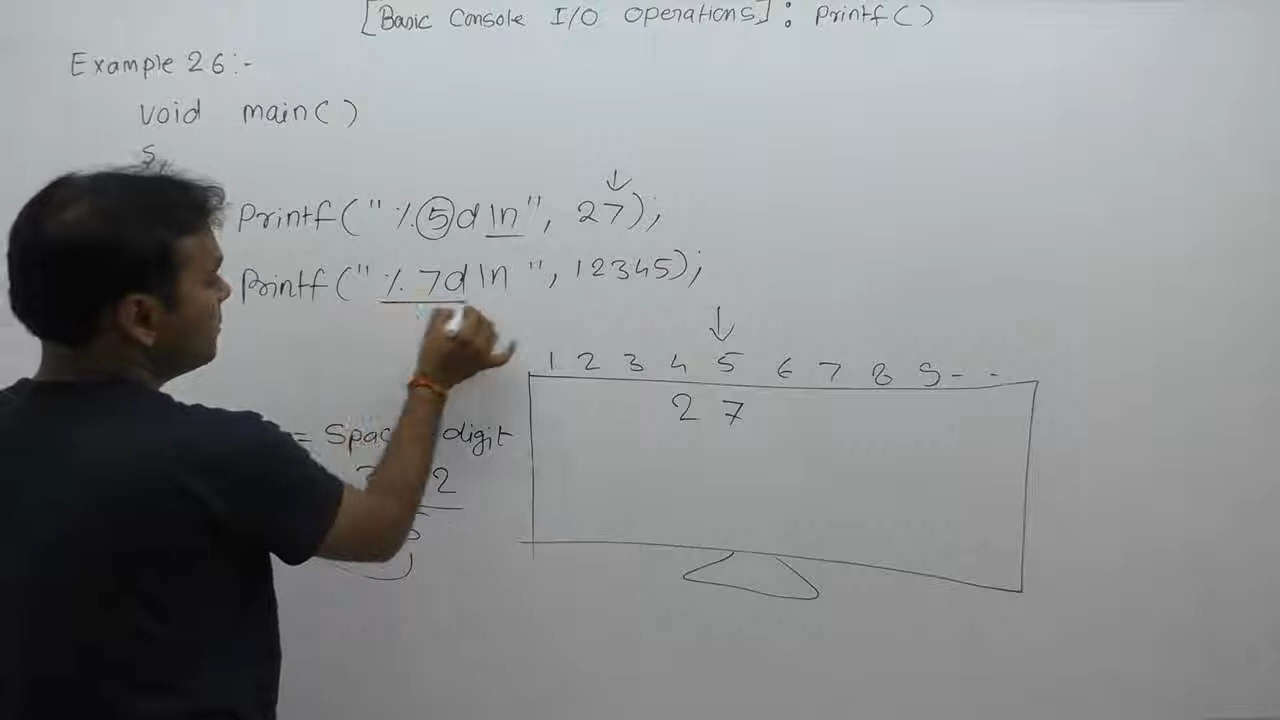 [Basic Console I/O Operations] : Printf()
Example 26:-
void main()
{
Printf("%5d\n", 27);
Printf("%7d\n", 12345);
1 2 3 4 5 6 7 8 9 - -
2 7
= Spac digit
2